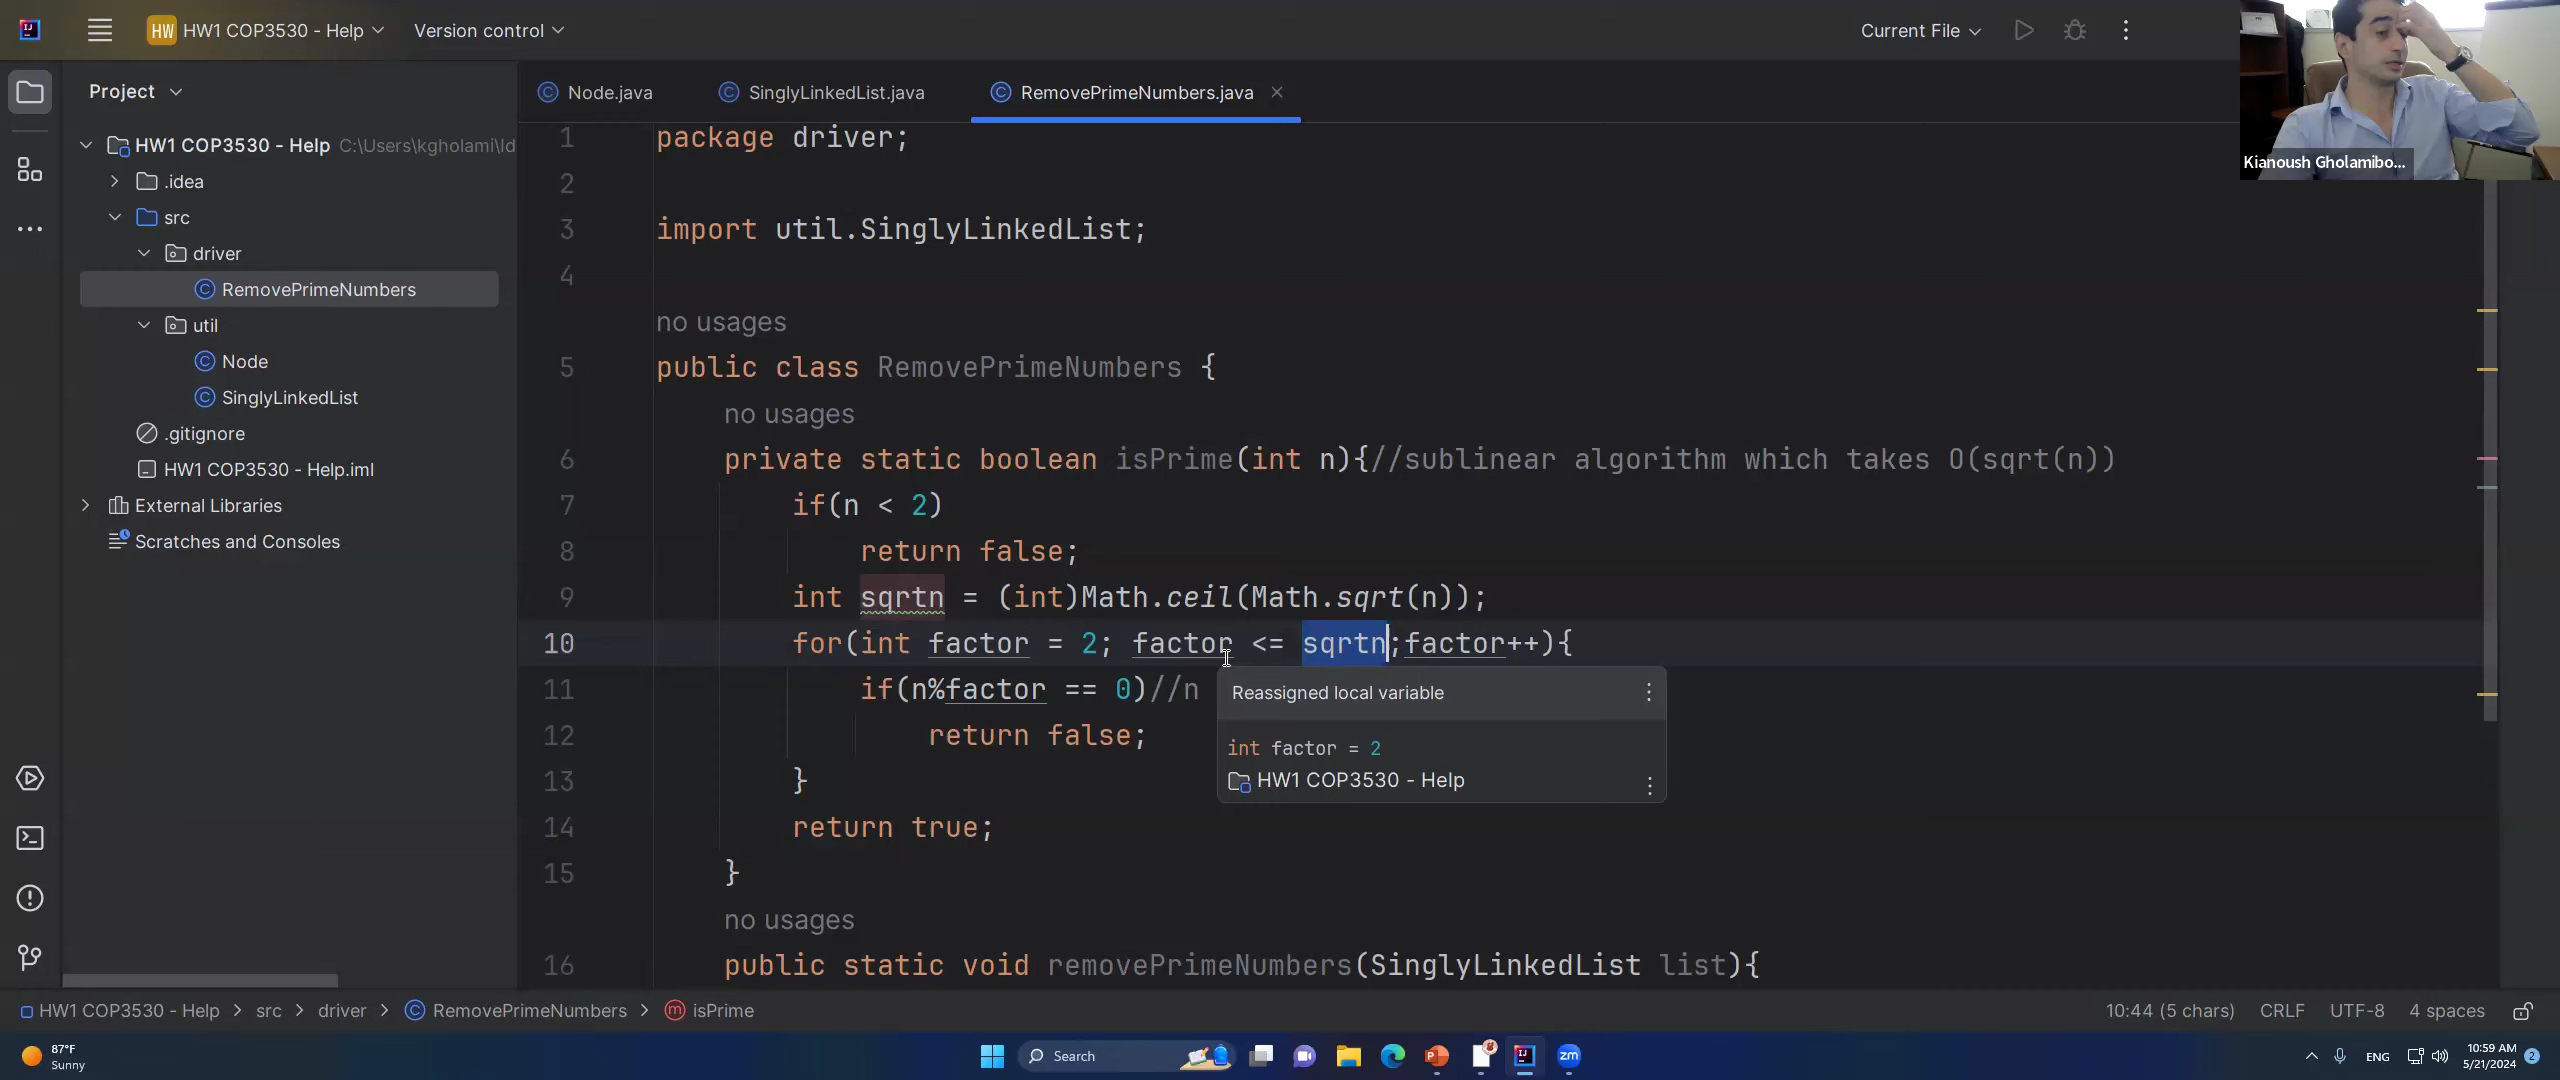 HW HW1 COP3530 - Help Version control Current File
Project
Node.java SinglyLinkedList.java RemovePrimeNumbers.java
Kianoush Gholamibo...
HW1 COP3530 - Help C:\Users\kgholami\Id
.idea
src
driver
RemovePrimeNumbers
util
Node
SinglyLinkedList
.gitignore
HW1 COP3530 - Help.iml
External Libraries
Scratches and Consoles
1 package driver;
2
3 import util.SinglyLinkedList;
4
no usages
5 public class RemovePrimeNumbers {
no usages
6 private static boolean isPrime(int n){//sublinear algorithm which takes O(sqrt(n))
7 if(n < 2)
8 return false;
9 int sqrtn = (int)Math.ceil(Math.sqrt(n));
10 for(int factor = 2; factor <= sqrtn;factor++){
11 if(n%factor == 0)//n
12 return false;
13 }
14 return true;
15 }
no usages
16 public static void removePrimeNumbers(SinglyLinkedList list){
Reassigned local variable
int factor = 2
HW1 COP3530 - Help
HW1 COP3530 - Help > src > driver > RemovePrimeNumbers > isPrime
10:44 (5 chars) CRLF UTF-8 4 spaces
87°F
Sunny
Search
ENG
10:59 AM
5/21/2024
2